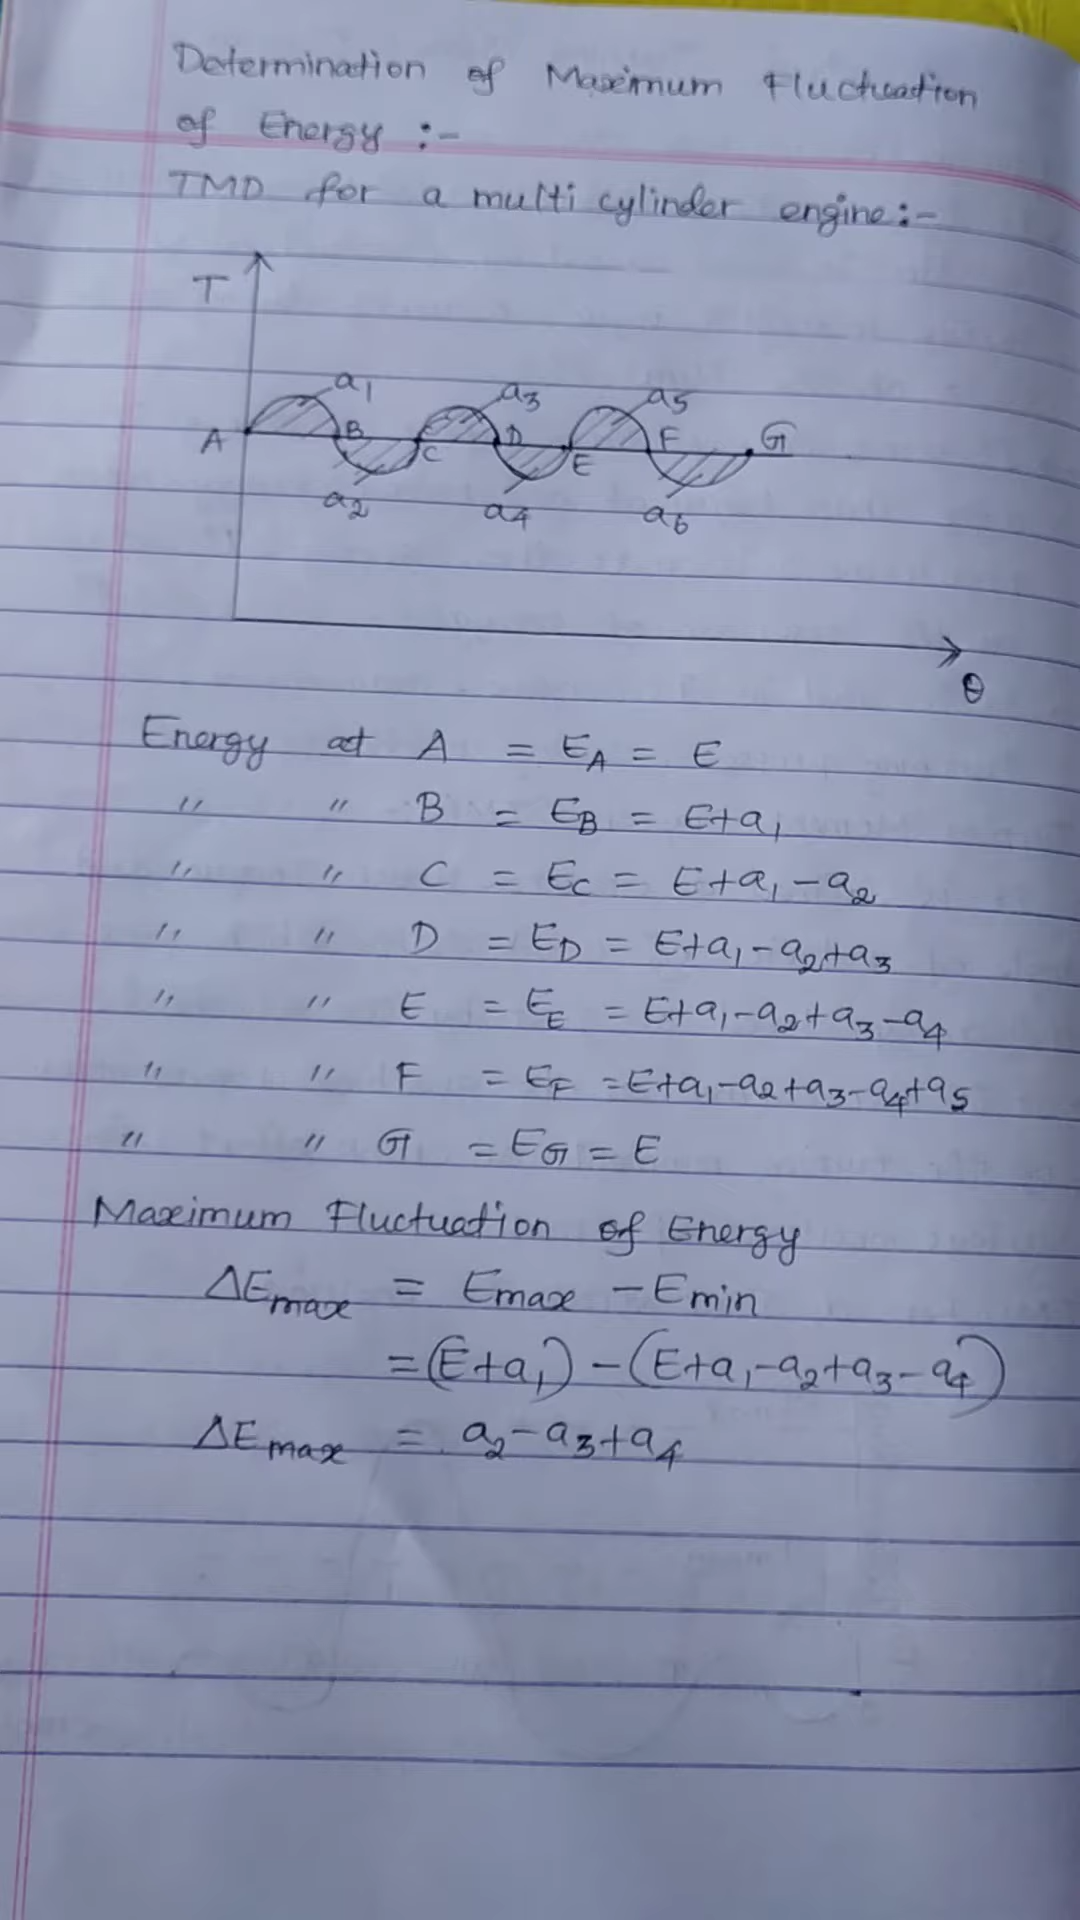 Determination of Maximum Fluctuation
of Energy :-
TMD for a multi cylinder engine:-
T
a1 a3 a5
A B C D E F G
a2 a4 a6
θ
Energy at A = EA = E
" " B = EB = E+a1
" " C = EC = E+a1-a2
" " D = ED = E+a1-a2+a3
" " E = EE = E+a1-a2+a3-a4
" " F = EF = E+a1-a2+a3-a4+a5
" " G = EG = E
Maximum Fluctuation of Energy
ΔEmax = Emax - Emin
= (E+a1) - (E+a1-a2+a3-a4)
ΔEmax = a2-a3+a4